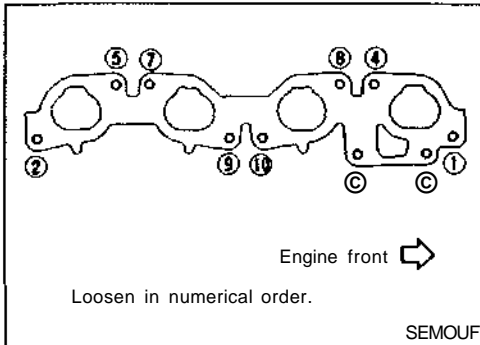 ⑤ ⑦ ⑧ ④
② ⑨ ⑩ ①
Ⓒ Ⓒ
Engine front
Loosen in numerical order.
SEMOUF